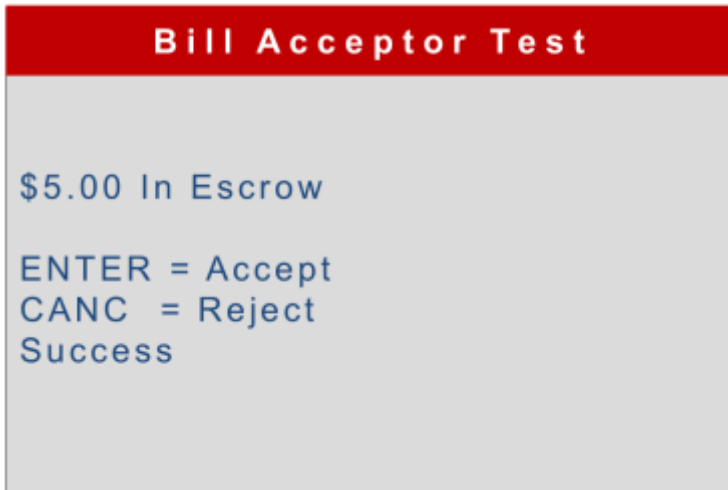 Bill Acceptor Test
$5.00 In Escrow
ENTER = Accept
CANC = Reject
Success